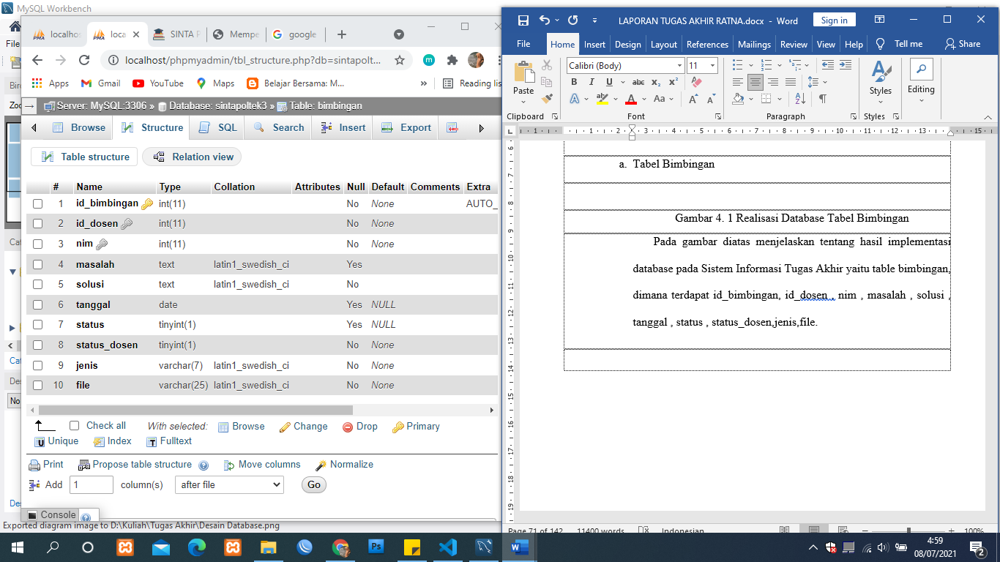 MySQL Workbench
File
localhos
loca
SINTA P
Mempe
google
localhost/phpmyadmin/tbl_structure.php?db=sintapolt...
Apps
Gmail
YouTube
Maps
Belajar Bersama: M...
»
Reading lis
Server: MySQL:3306 » Database: sintapoltek3 » Table: bimbingan
Browse Structure SQL Search Insert Export
Table structure Relation view
# Name Type Collation Attributes Null Default Comments Extra
1 id_bimbingan int(11) No None AUTO_
2 id_dosen int(11) No None
3 nim int(11) No None
4 masalah text latin1_swedish_ci Yes
5 solusi text latin1_swedish_ci No
6 tanggal date Yes NULL
7 status tinyint(1) Yes NULL
8 status_dosen tinyint(1) No None
9 jenis varchar(7) latin1_swedish_ci No None
10 file varchar(25) latin1_swedish_ci No None
Check all With selected: Browse Change Drop Primary
Unique Index Fulltext
Print Propose table structure Move columns Normalize
Add 1 column(s) after file Go
Console
Exported diagram image to D:\Kuliah\Tugas Akhir\Desain Database.png
LAPORAN TUGAS AKHIR RATNA.docx - Word
Sign in
File Home Insert Design Layout References Mailings Review View Help Tell me Share
Calibri (Body) 11
Paste
B I U abc x₂ x²
Styles
Editing
Clipboard Font Paragraph Styles
a. Tabel Bimbingan
Gambar 4. 1 Realisasi Database Tabel Bimbingan
Pada gambar diatas menjelaskan tentang hasil implementasi
database pada Sistem Informasi Tugas Akhir yaitu table bimbingan,
dimana terdapat id_bimbingan, id_dosen , nim , masalah , solusi ,
tanggal , status , status_dosen,jenis,file.
Page 71 of 142 11400 words Indonesian 100%
4:59
08/07/2021
2